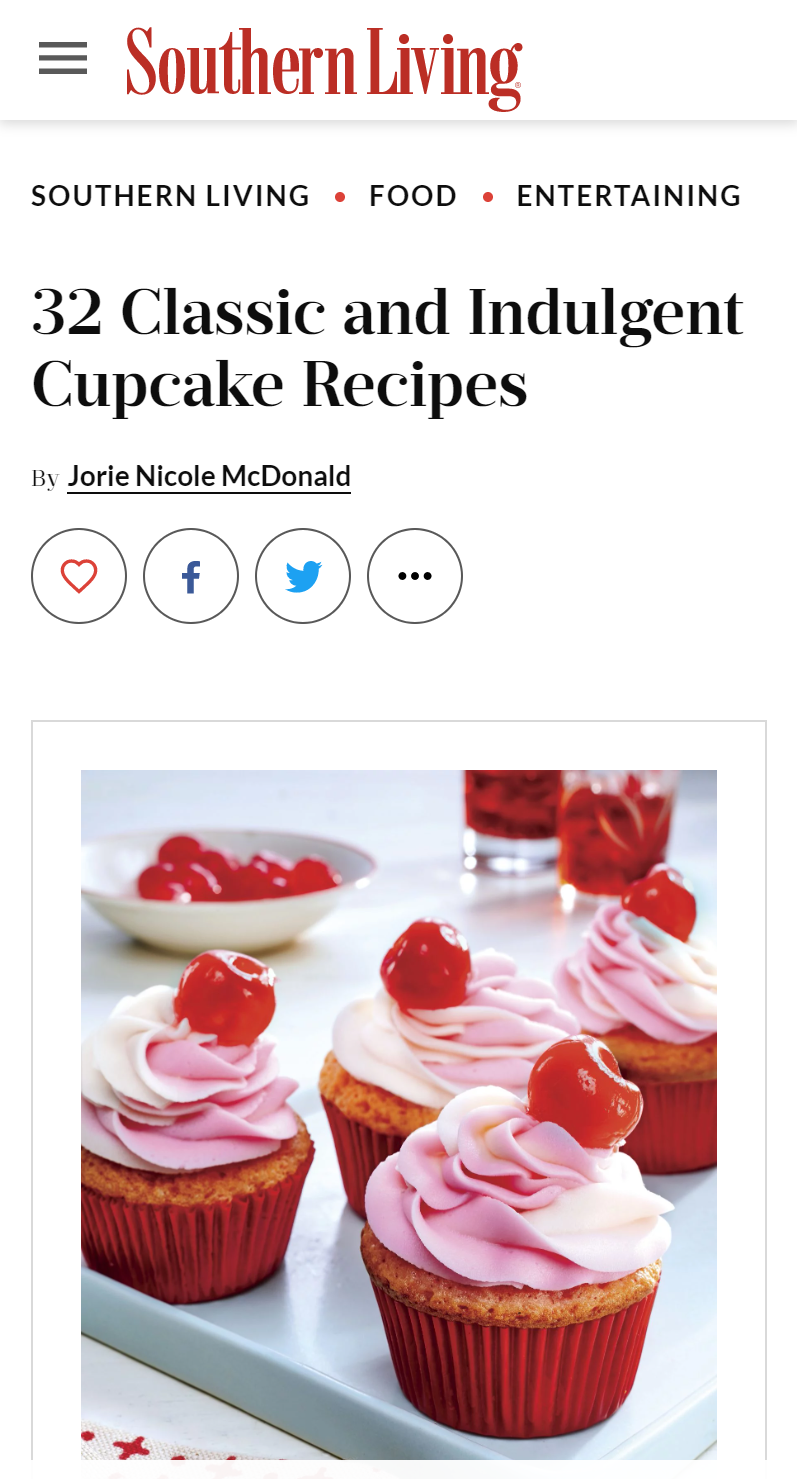 Southern Living
SOUTHERN LIVING • FOOD • ENTERTAINING
32 Classic and Indulgent
Cupcake Recipes
By Jorie Nicole McDonald